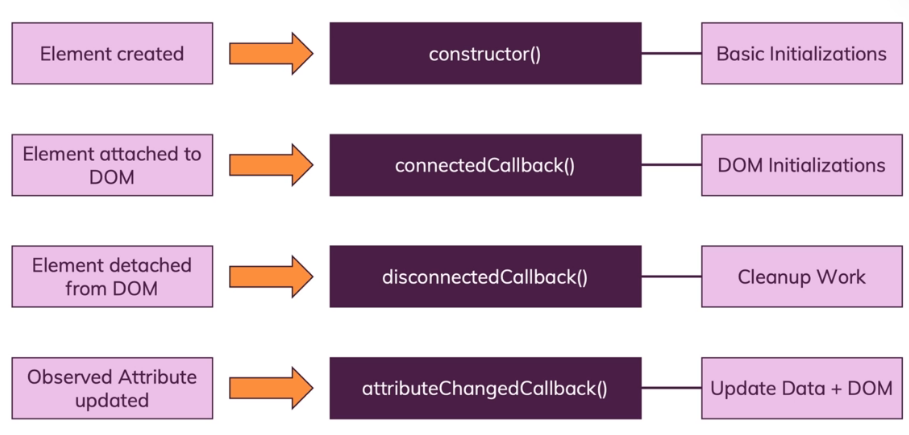 Element created
constructor()
Basic Initializations
Element attached to
DOM
connectedCallback()
DOM Initializations
Element detached
from DOM
disconnectedCallback()
Cleanup Work
Observed Attribute
updated
attributeChangedCallback()
Update Data + DOM